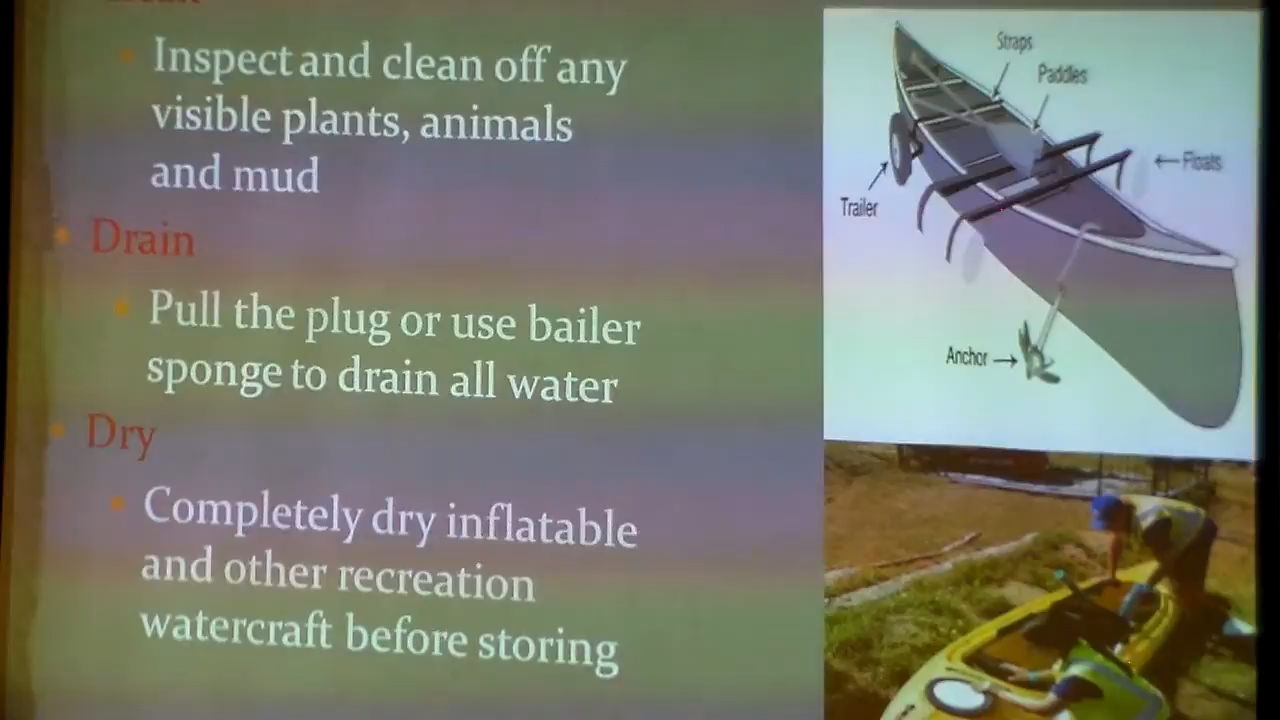 Inspect and clean off any
visible plants, animals
and mud
Drain
Pull the plug or use bailer
sponge to drain all water
Dry
Completely dry inflatable
and other recreation
watercraft before storing
Straps
Paddles
Floats
Trailer
Anchor